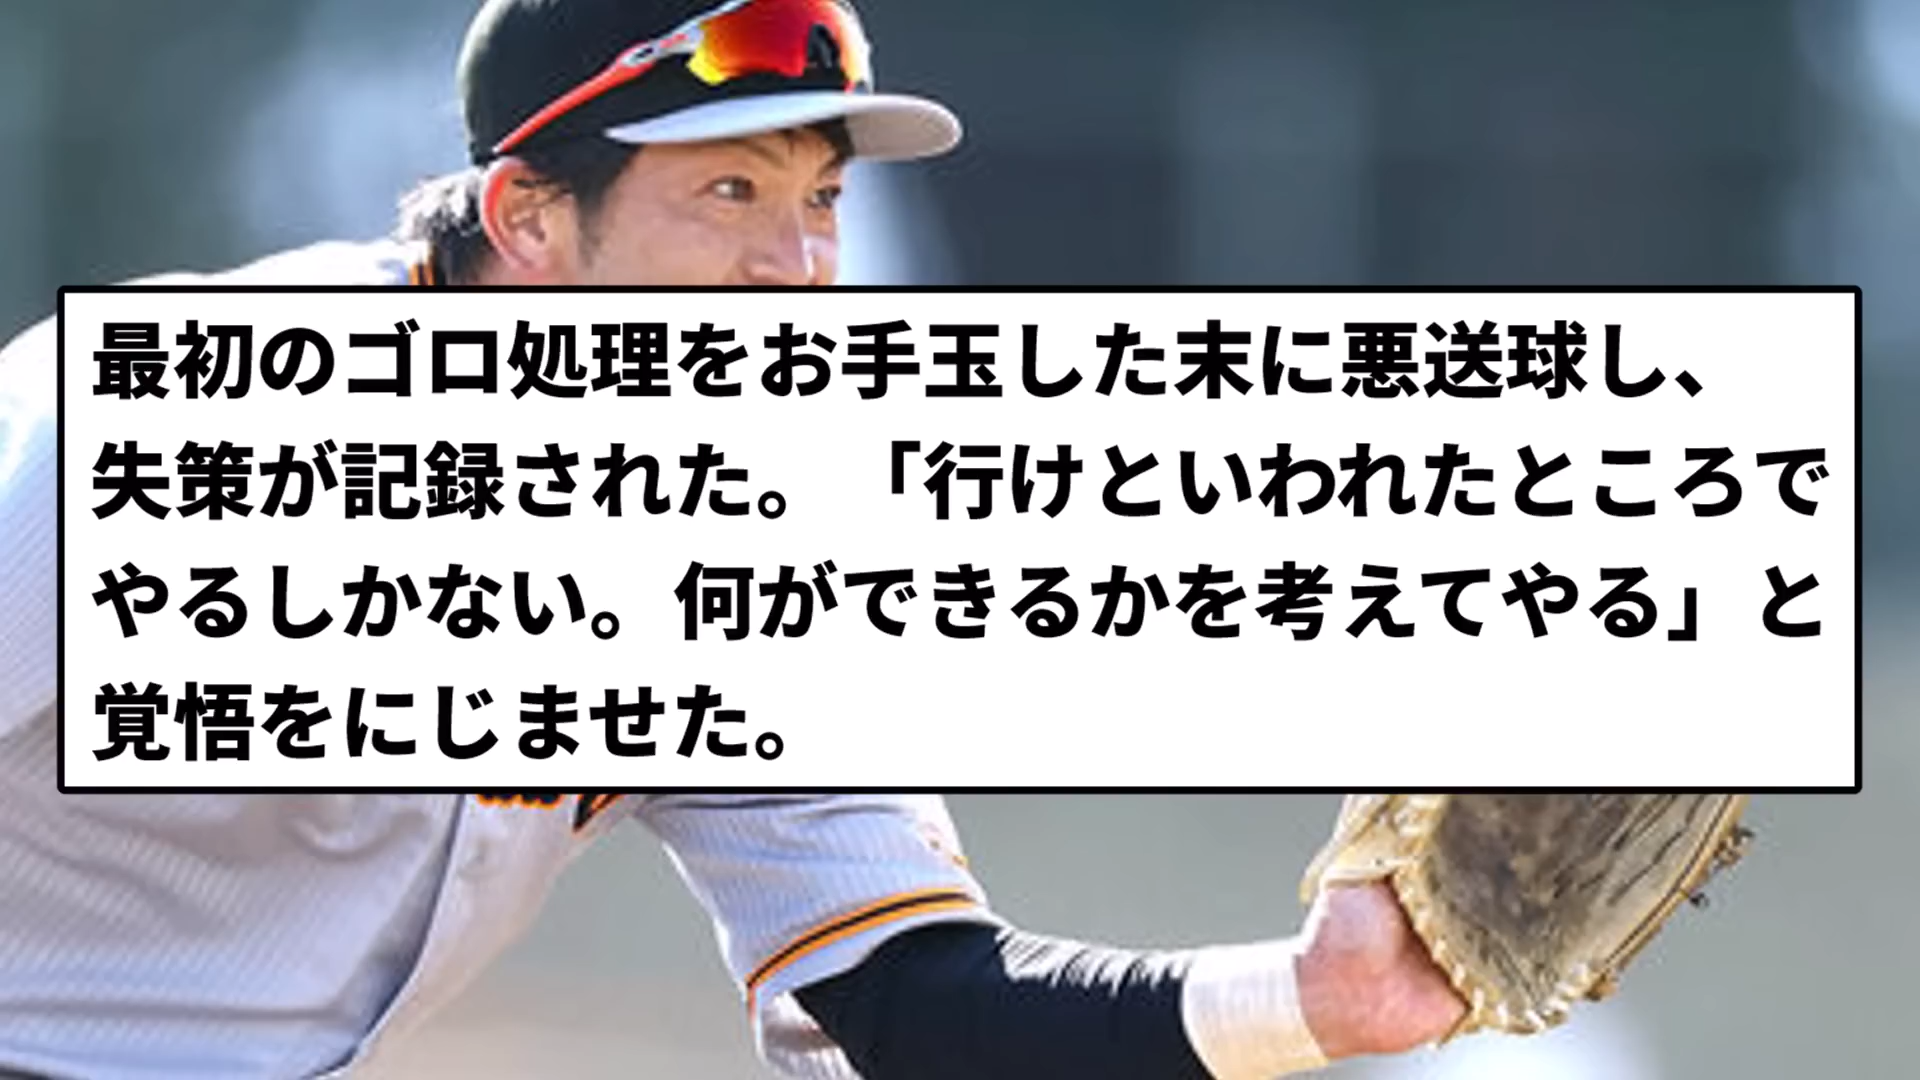 最初のゴロ処理をお手玉した末に悪送球し、
失策が記録された。「行けといわれたところで
やるしかない。何ができるかを考えてやる」と
覚悟をにじませた。